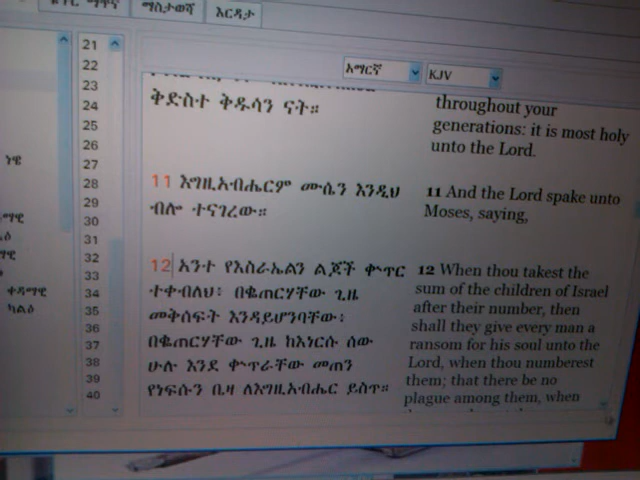 ማስታወሻ
እርዳታ
አማርኛ
KJV
21
22
23
24
25
26
27
28
29
30
31
32
33
34
35
36
37
38
39
40
ነዌ
ማዊ
ቀዳማዊ
ካልዕ
ቅድስተ ቅዱሳን ናት።
11 እግዚአብሔርም ሙሴን እንዲህ
ብሎ ተናገረው።
12 አንተ የእስራኤልን ልጆች ቍጥር
ተቀብለህ፤ በቈጠርሃቸው ጊዜ
መቅሰፍት እንዳይሆንባቸው፤
በቈጠርሃቸው ጊዜ ከእነርሱ ሰው
ሁሉ እንደ ቍጥራቸው መጠን
የነፍሱን ቤዛ ለእግዚአብሔር ይስጥ።
throughout your
generations: it is most holy
unto the Lord.
11 And the Lord spake unto
Moses, saying,
12 When thou takest the
sum of the children of Israel
after their number, then
shall they give every man a
ransom for his soul unto the
Lord, when thou numberest
them; that there be no
plague among them, when